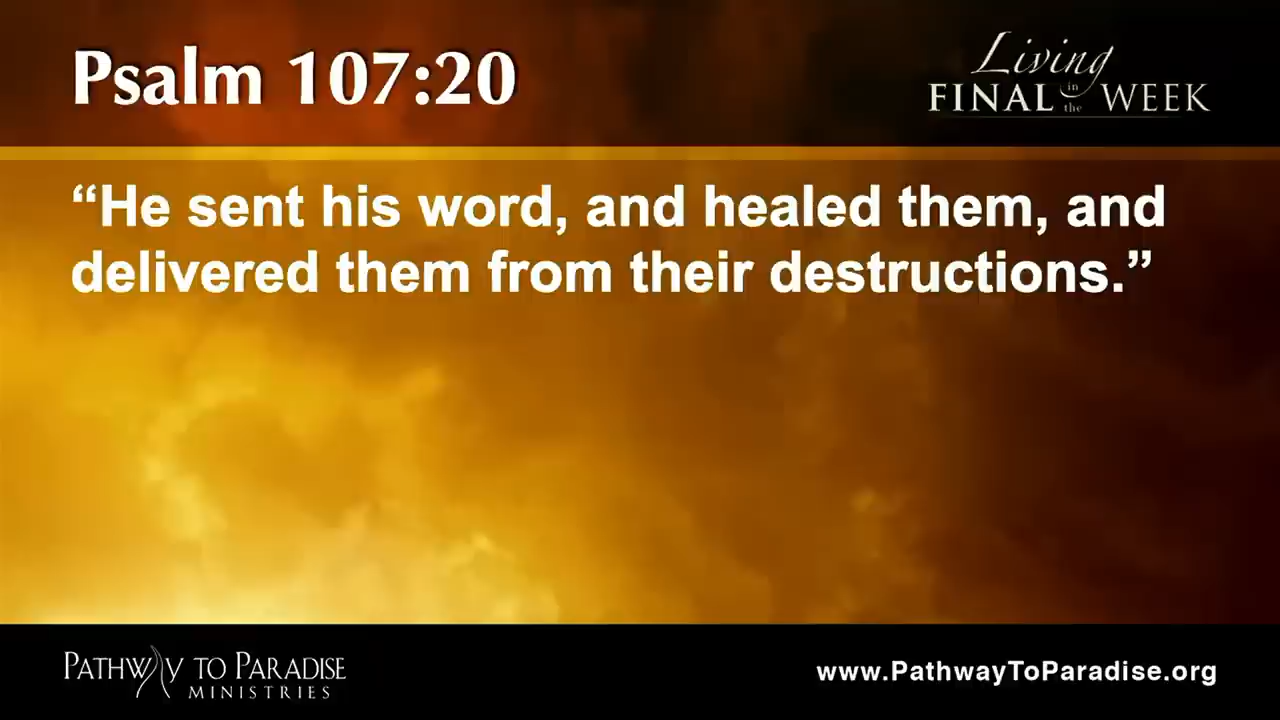 Psalm 107:20
Living
in
FINAL the WEEK
“He sent his word, and healed them, and
delivered them from their destructions.”
PATHWAY TO PARADISE
MINISTRIES
www.PathwayToParadise.org